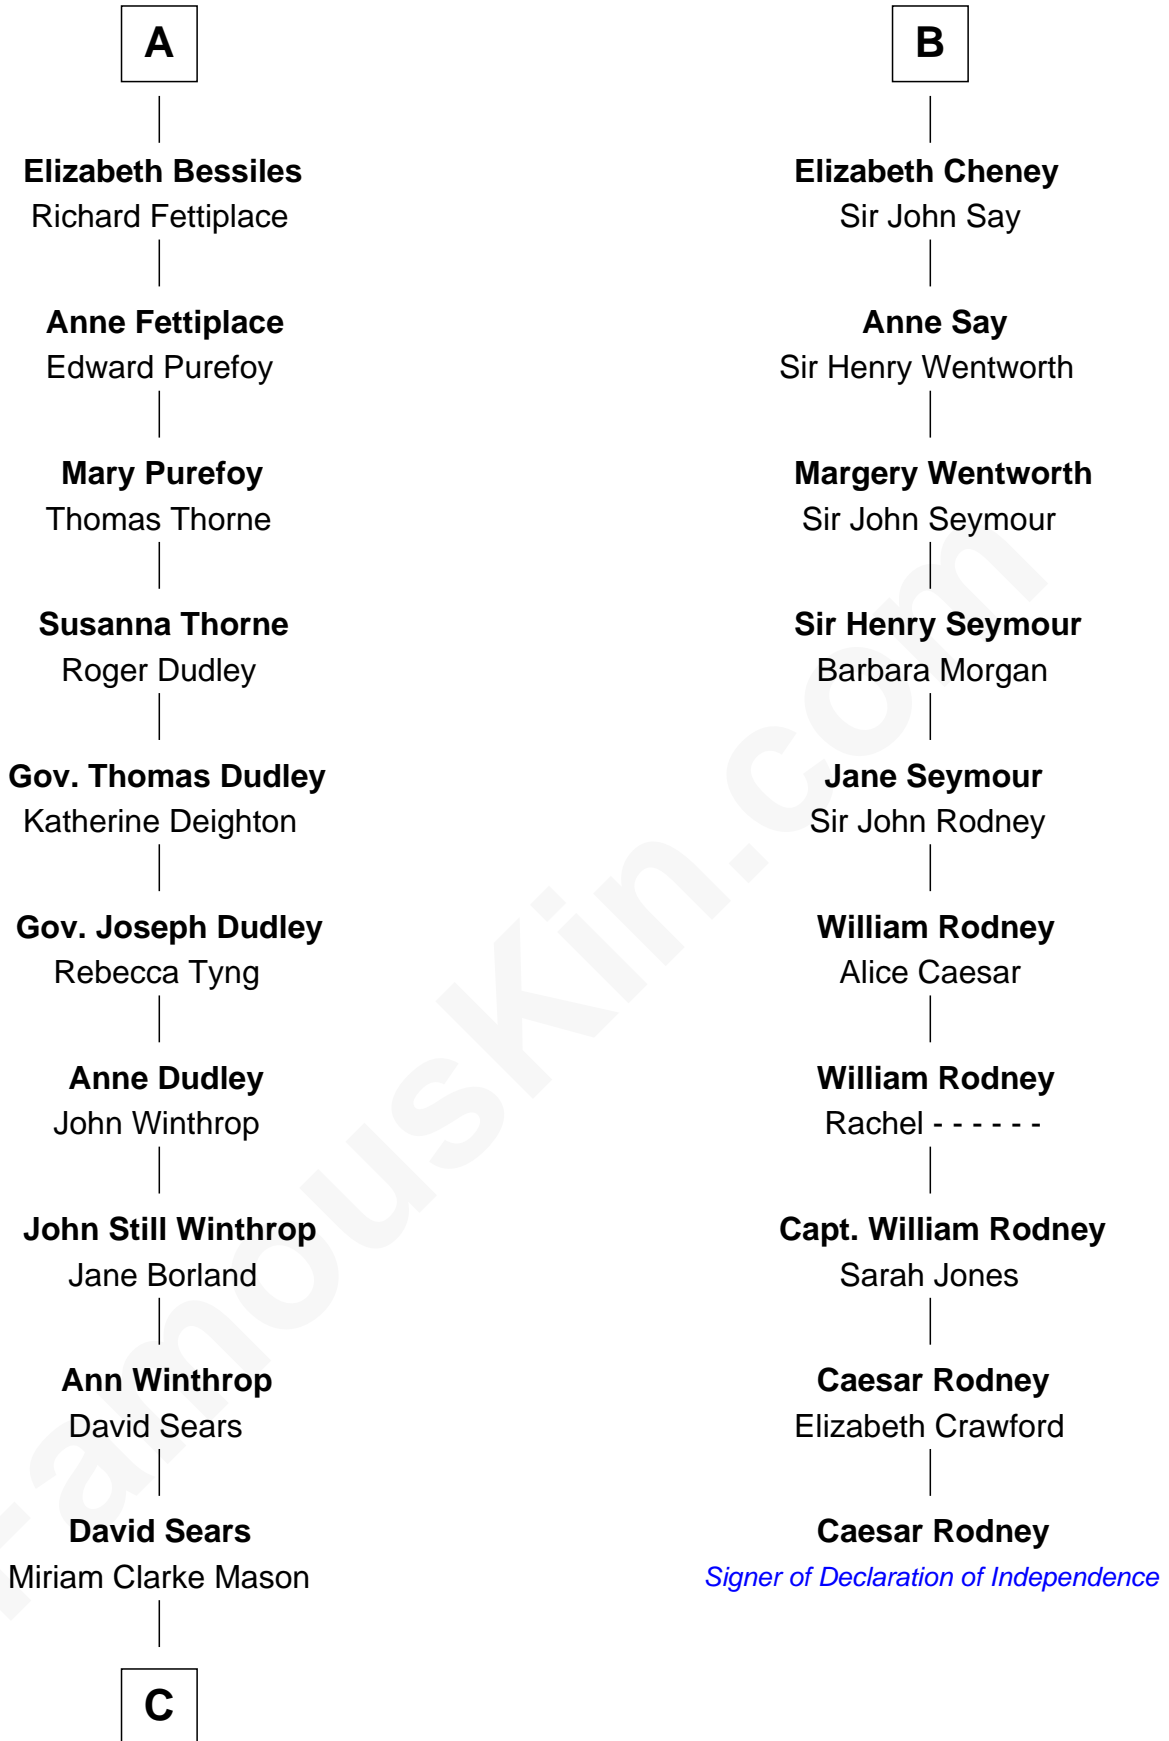 A
Elizabeth Bessiles
Richard Fettiplace
Anne Fettiplace
Edward Purefoy
Mary Purefoy
Thomas Thorne
Susanna Thorne
Roger Dudley
Gov. Thomas Dudley
Katherine Deighton
Gov. Joseph Dudley
Rebecca Tyng
Anne Dudley
John Winthrop
John Still Winthrop
Jane Borland
Ann Winthrop
David Sears
David Sears
Miriam Clarke Mason
C
B
Elizabeth Cheney
Sir John Say
Anne Say
Sir Henry Wentworth
Margery Wentworth
Sir John Seymour
Sir Henry Seymour
Barbara Morgan
Jane Seymour
Sir John Rodney
William Rodney
Alice Caesar
William Rodney
Rachel - - - - - -
Capt. William Rodney
Sarah Jones
Caesar Rodney
Elizabeth Crawford
Caesar Rodney
Signer of Declaration of Independence
FamousKin.com